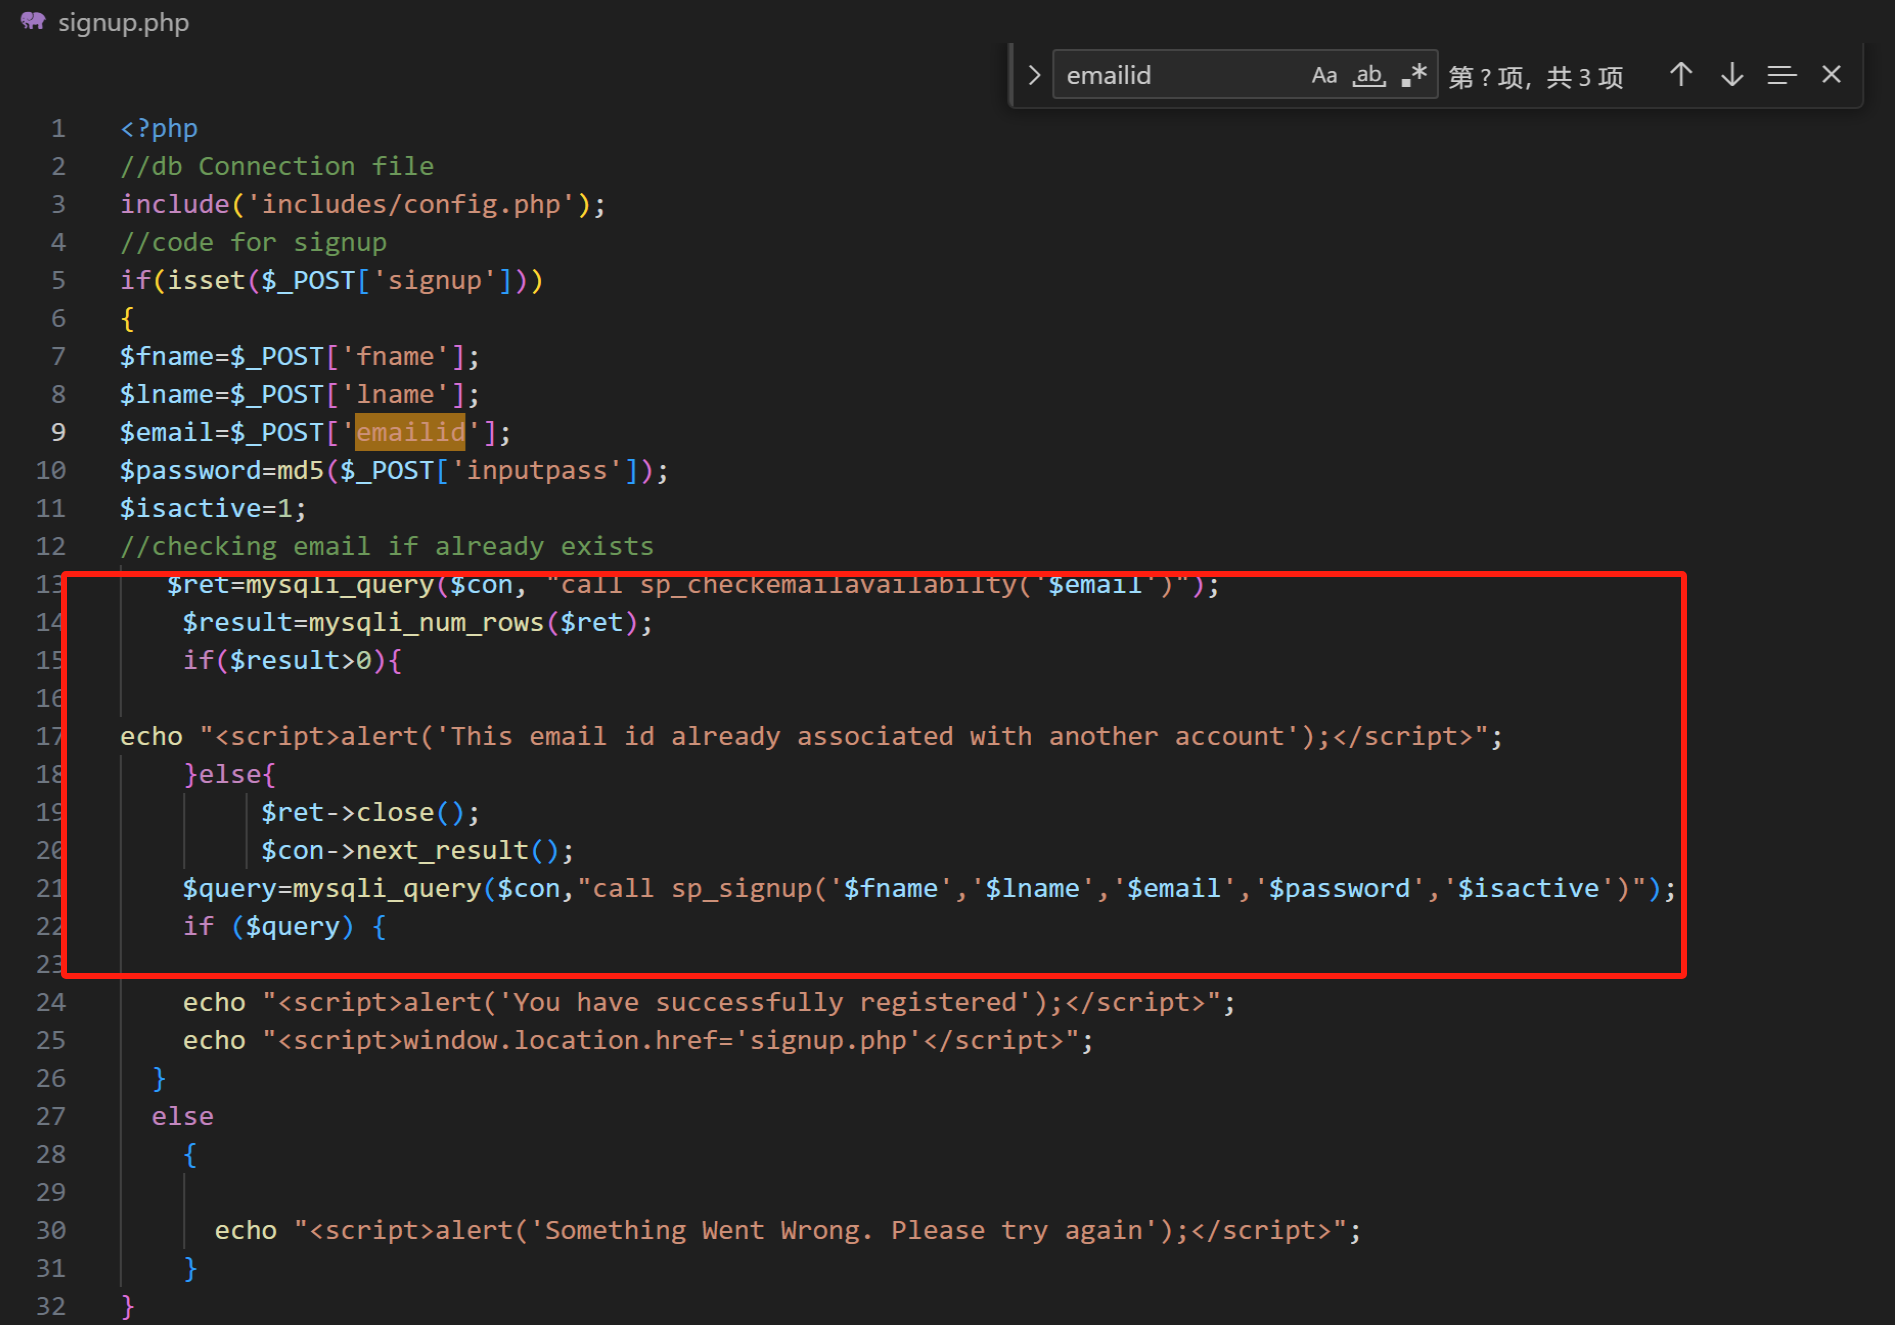 signup.php
emailid Aa ab, .* 第 ? 项，共 3 项
1 <?php
2 //db Connection file
3 include('includes/config.php');
4 //code for signup
5 if(isset($_POST['signup']))
6 {
7 $fname=$_POST['fname'];
8 $lname=$_POST['lname'];
9 $email=$_POST['emailid'];
10 $password=md5($_POST['inputpass']);
11 $isactive=1;
12 //checking email if already exists
13 $ret=mysqli_query($con, "call sp_checkemailavailabilty('$email')");
14 $result=mysqli_num_rows($ret);
15 if($result>0){
16
17 echo "<script>alert('This email id already associated with another account');</script>";
18 }else{
19 $ret->close();
20 $con->next_result();
21 $query=mysqli_query($con,"call sp_signup('$fname','$lname','$email','$password','$isactive')");
22 if ($query) {
23
24 echo "<script>alert('You have successfully registered');</script>";
25 echo "<script>window.location.href='signup.php'</script>";
26 }
27 else
28 {
29
30 echo "<script>alert('Something Went Wrong. Please try again');</script>";
31 }
32 }